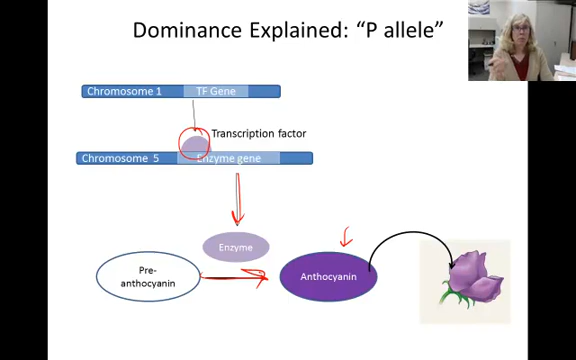 Dominance Explained: “P allele”
Chromosome 1
TF Gene
Transcription factor
Chromosome 5
Enzyme gene
Enzyme
Pre-
anthocyanin
Anthocyanin